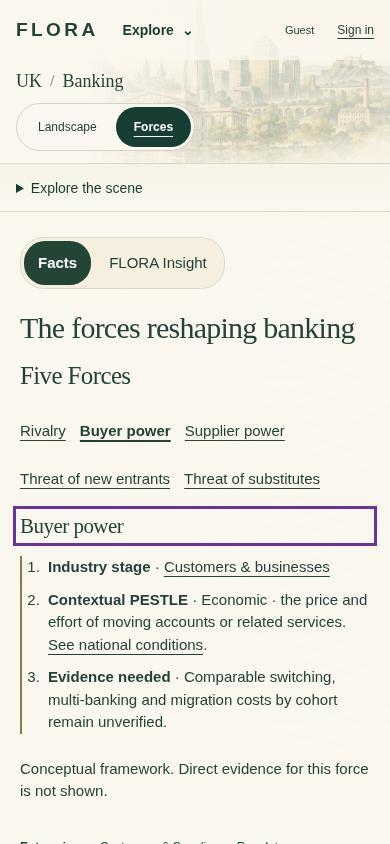 FLORA Explore ⌄ Guest Sign in
UK / Banking
Landscape Forces
▶ Explore the scene
Facts FLORA Insight
The forces reshaping banking
Five Forces
Rivalry Buyer power Supplier power
Threat of new entrants Threat of substitutes
Buyer power
1. Industry stage · Customers & businesses
2. Contextual PESTLE · Economic · the price and
effort of moving accounts or related services.
See national conditions.
3. Evidence needed · Comparable switching,
multi-banking and migration costs by cohort
remain unverified.
Conceptual framework. Direct evidence for this force
is not shown.